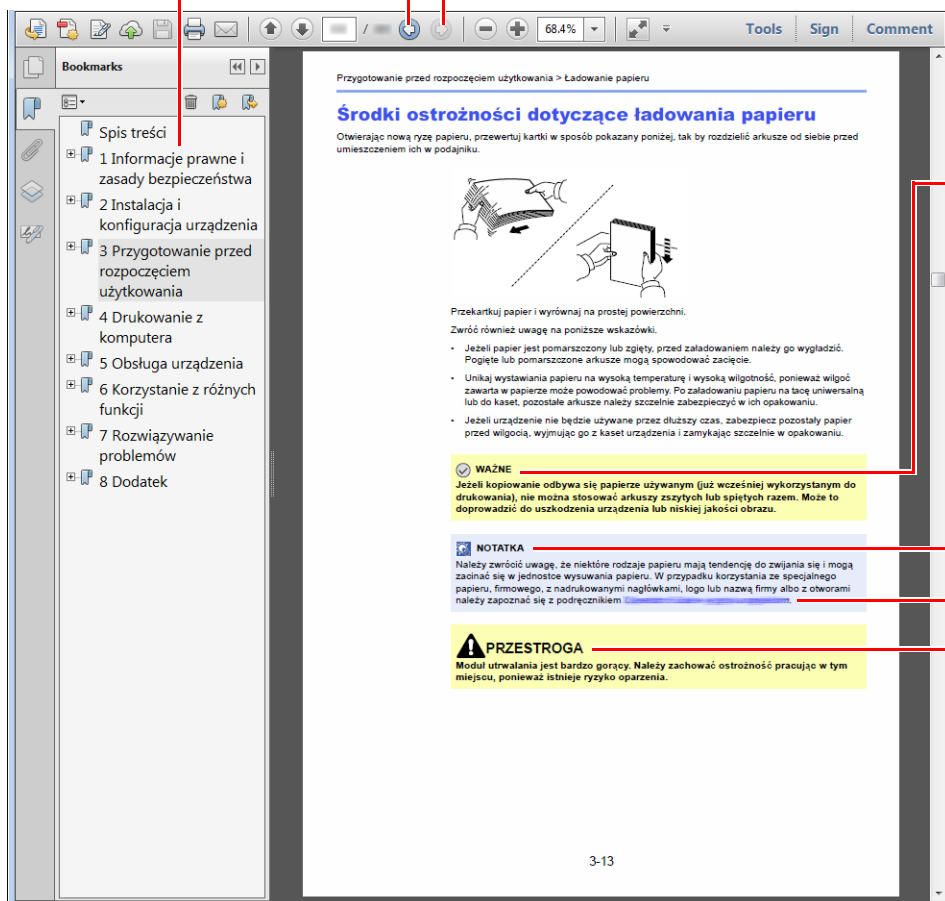 /
68.4%
Tools
Sign
Comment
Bookmarks
Spis treści
1 Informacje prawne i
zasady bezpieczeństwa
2 Instalacja i
konfiguracja urządzenia
3 Przygotowanie przed
rozpoczęciem
użytkowania
4 Drukowanie z
komputera
5 Obsługa urządzenia
6 Korzystanie z różnych
funkcji
7 Rozwiązywanie
problemów
8 Dodatek
Przygotowanie przed rozpoczęciem użytkowania > Ładowanie papieru
Środki ostrożności dotyczące ładowania papieru
Otwierając nową ryzę papieru, przewertuj kartki w sposób pokazany poniżej, tak by rozdzielić arkusze od siebie przed
umieszczeniem ich w podajniku.
Przekartkuj papier i wyrównaj na prostej powierzchni.
Zwróć również uwagę na poniższe wskazówki.
• Jeżeli papier jest pomarszczony lub zgięty, przed załadowaniem należy go wygładzić.
Pogięte lub pomarszczone arkusze mogą spowodować zacięcie.
• Unikaj wystawiania papieru na wysoką temperaturę i wysoką wilgotność, ponieważ wilgoć
zawarta w papierze może powodować problemy. Po załadowaniu papieru na tacę uniwersalną
lub do kaset, pozostałe arkusze należy szczelnie zabezpieczyć w ich opakowaniu.
• Jeżeli urządzenie nie będzie używane przez dłuższy czas, zabezpiecz pozostały papier
przed wilgocią, wyjmując go z kaset urządzenia i zamykając szczelnie w opakowaniu.
WAŻNE
Jeżeli kopiowanie odbywa się papierze używanym (już wcześniej wykorzystanym do
drukowania), nie można stosować arkuszy zszytych lub spiętych razem. Może to
doprowadzić do uszkodzenia urządzenia lub niskiej jakości obrazu.
NOTATKA
Należy zwrócić uwagę, że niektóre rodzaje papieru mają tendencję do zwijania się i mogą
zacinać się w jednostce wysuwania papieru. W przypadku korzystania ze specjalnego
papieru, firmowego, z nadrukowanymi nagłówkami, logo lub nazwą firmy albo z otworami
należy zapoznać się z podręcznikiem
PRZESTROGA
Moduł utrwalania jest bardzo gorący. Należy zachować ostrożność pracując w tym
miejscu, ponieważ istnieje ryzyko oparzenia.
3-13